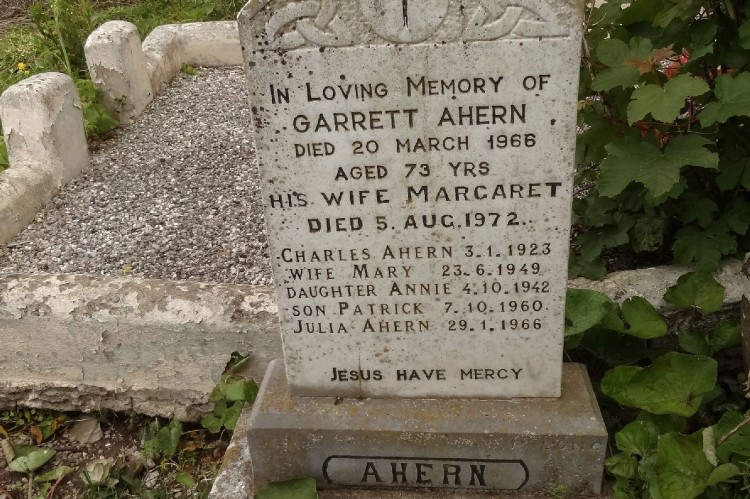 In Loving Memory of
GARRETT AHERN
DIED 20 MARCH 1966
AGED 73 YRS
HIS WIFE MARGARET
DIED 5. AUG. 1972.
Charles Ahern 3.1.1923
Wife Mary 23.6.1949
Daughter Annie 4.10.1942
Son Patrick 7.10.1960
Julia Ahern 29.1.1966
Jesus have mercy
AHERN